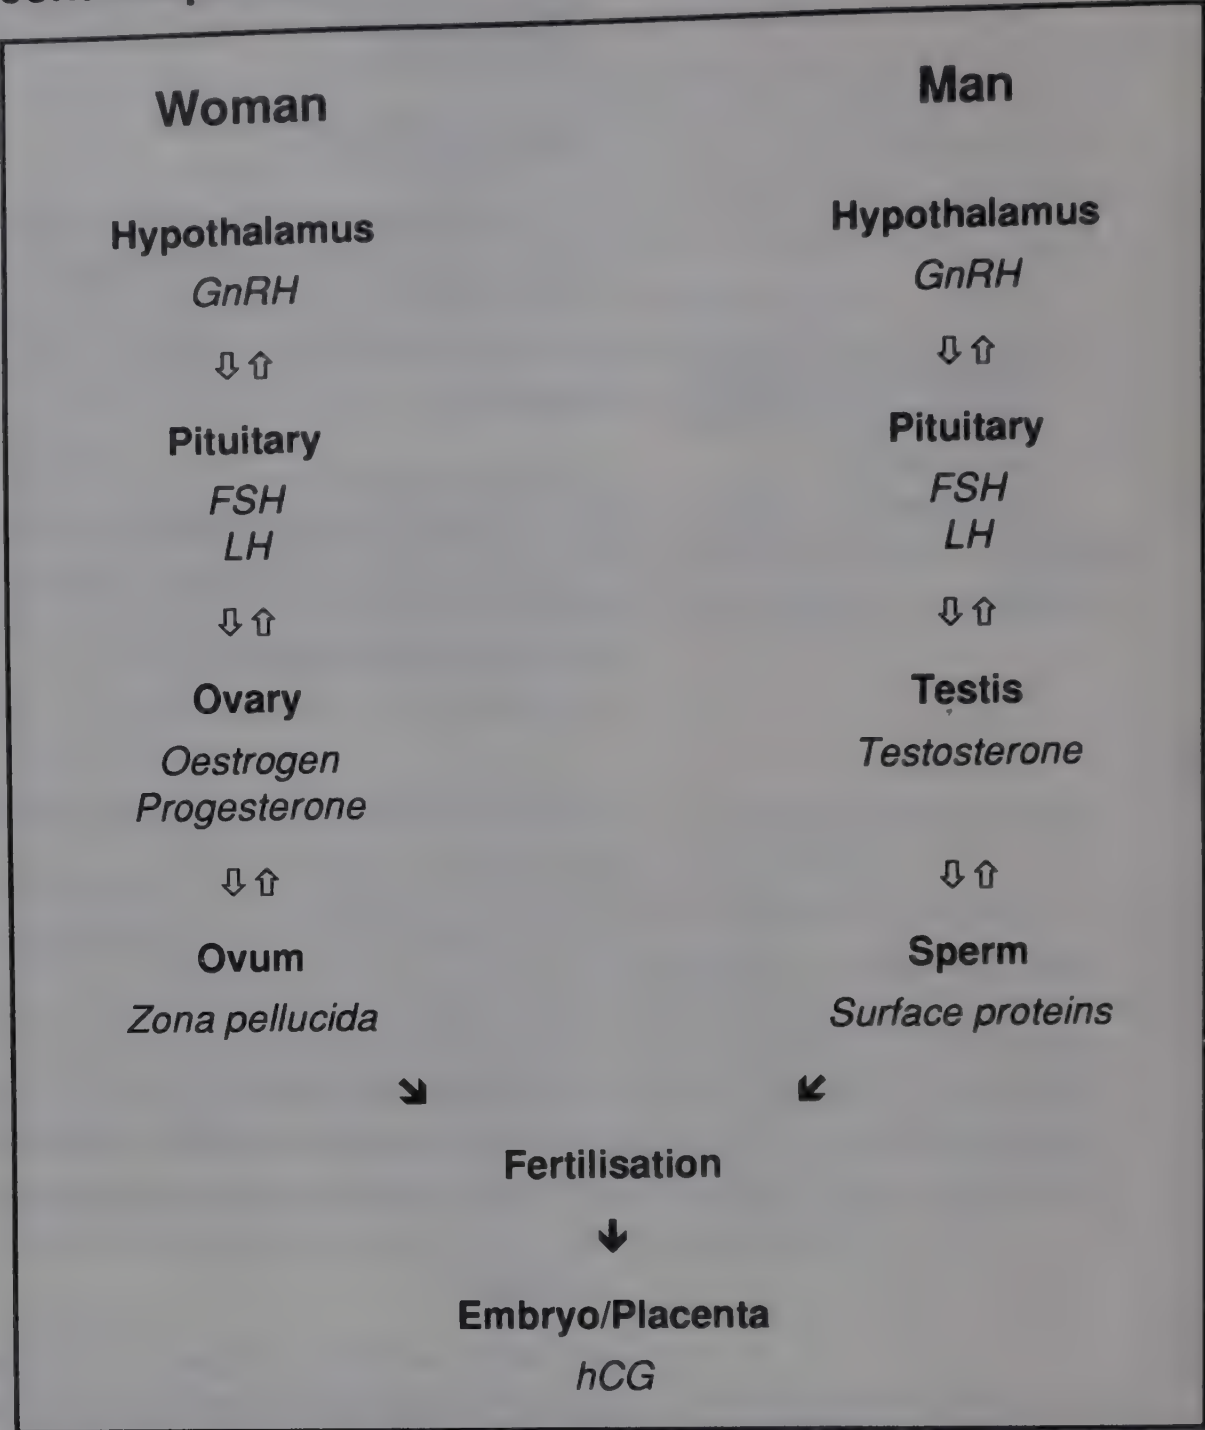 Woman
Man
Hypothalamus
Hypothalamus
GnRH
GnRH
⇩⇧
⇩⇧
Pituitary
Pituitary
FSH
FSH
LH
LH
⇩⇧
⇩⇧
Ovary
Testis
Oestrogen
Testosterone
Progesterone
⇩⇧
⇩⇧
Ovum
Sperm
Zona pellucida
Surface proteins
Fertilisation
Embryo/Placenta
hCG